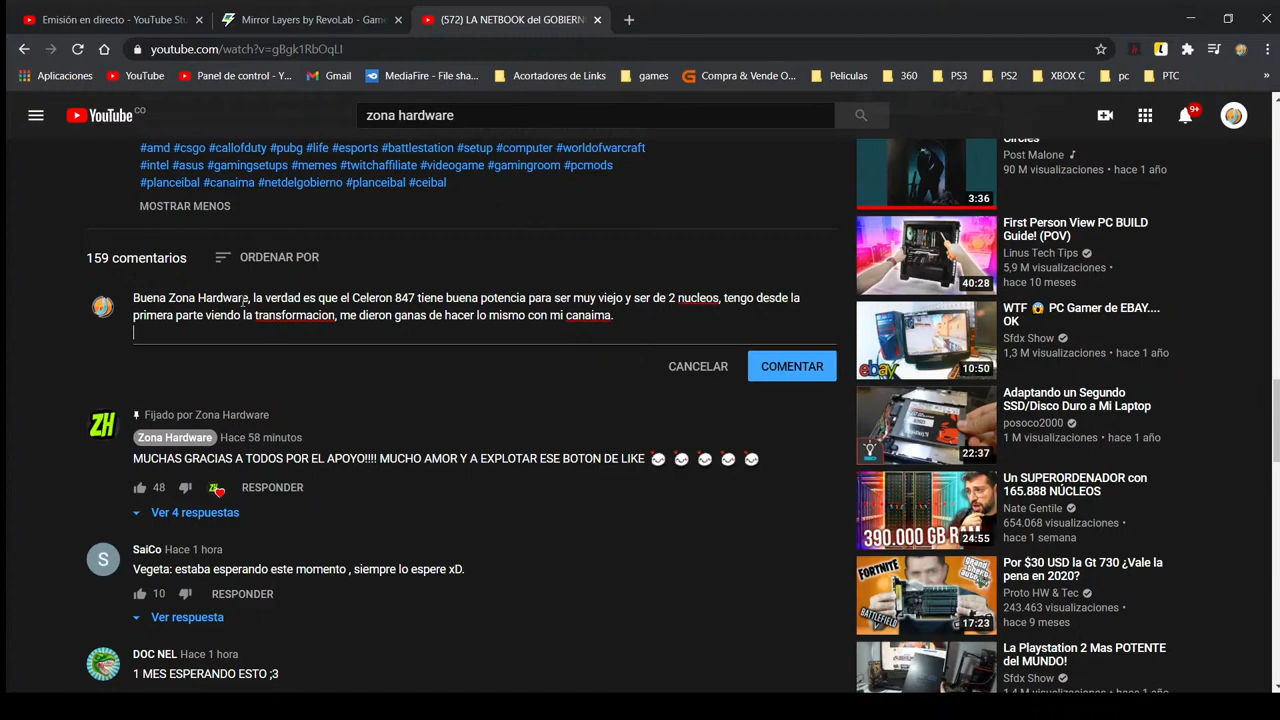 Emisión en directo - YouTube Stu
Mirror Layers by RevoLab - Game
(572) LA NETBOOK del GOBIERN
youtube.com/watch?v=gBgk1RbOqLI
Aplicaciones
YouTube
Panel de control - Y...
Gmail
MediaFire - File sha...
Acortadores de Links
games
Compra & Vende O...
Peliculas
360
PS3
PS2
XBOX C
pc
PTC
YouTube CO
zona hardware
9+
#amd #csgo #callofduty #pubg #life #esports #battlestation #setup #computer #worldofwarcraft
#intel #asus #gamingsetups #memes #twitchaffiliate #videogame #gamingroom #pcmods
#planceibal #canaima #netdelgobierno #planceibal #ceibal
MOSTRAR MENOS
159 comentarios
ORDENAR POR
Buena Zona Hardware, la verdad es que el Celeron 847 tiene buena potencia para ser muy viejo y ser de 2 nucleos, tengo desde la
primera parte viendo la transformacion, me dieron ganas de hacer lo mismo con mi canaima.
CANCELAR
COMENTAR
ZH
Fijado por Zona Hardware
Zona Hardware Hace 58 minutos
MUCHAS GRACIAS A TODOS POR EL APOYO!!!! MUCHO AMOR Y A EXPLOTAR ESE BOTON DE LIKE
48
RESPONDER
Ver 4 respuestas
S
SaiCo Hace 1 hora
Vegeta: estaba esperando este momento , siempre lo espere xD.
10
RESPONDER
Ver respuesta
DOC NEL Hace 1 hora
1 MES ESPERANDO ESTO ;3
Circles
Post Malone
90 M visualizaciones • hace 1 año
3:36
First Person View PC BUILD
Guide! (POV)
Linus Tech Tips
5,9 M visualizaciones •
hace 10 meses
40:28
WTF 😱 PC Gamer de EBAY....
OK
Sfdx Show
1,3 M visualizaciones • hace 1 año
ebay
10:50
Adaptando un Segundo
SSD/Disco Duro a Mi Laptop
posoco2000
1 M visualizaciones • hace 1 año
22:37
Un SUPERORDENADOR con
165.888 NÚCLEOS
Nate Gentile
654.068 visualizaciones •
hace 1 semana
390.000 GB RAM
24:55
Por $30 USD la Gt 730 ¿Vale la
pena en 2020?
Proto HW & Tec
243.463 visualizaciones •
hace 9 meses
FORTNITE
BATTLEFIELD V
17:23
La Playstation 2 Mas POTENTE
del MUNDO!
Sfdx Show
1,4 M visualizaciones • hace 1 año